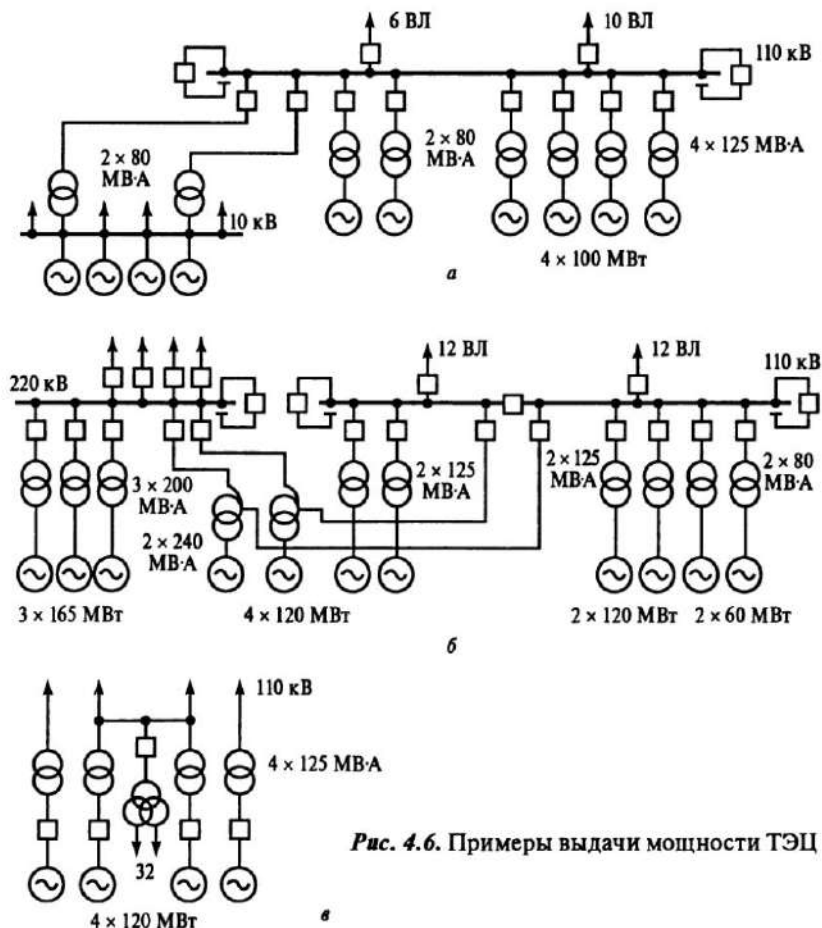 6 ВЛ
10 ВЛ
110 кВ
2 × 80
МВ·А
2 × 80
МВ·А
4 × 125 МВ·А
10 кВ
4 × 100 МВт
а
12 ВЛ
12 ВЛ
220 кВ
110 кВ
3 × 200
МВ·А
2 × 125
МВ·А
2 × 125
МВ·А
2 × 80
МВ·А
2 × 240
МВ·А
3 × 165 МВт
4 × 120 МВт
2 × 120 МВт
2 × 60 МВт
б
110 кВ
4 × 125 МВ·А
32
Рис. 4.6. Примеры выдачи мощности ТЭЦ
4 × 120 МВт
в